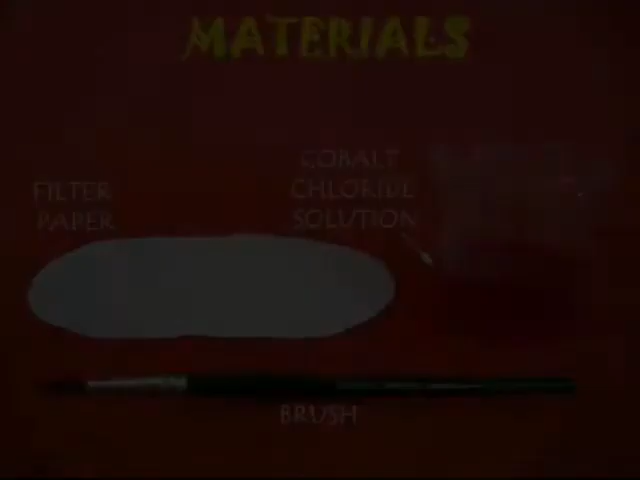 MATERIALS
FILTER
PAPER
COBALT
CHLORIDE
SOLUTION
BRUSH